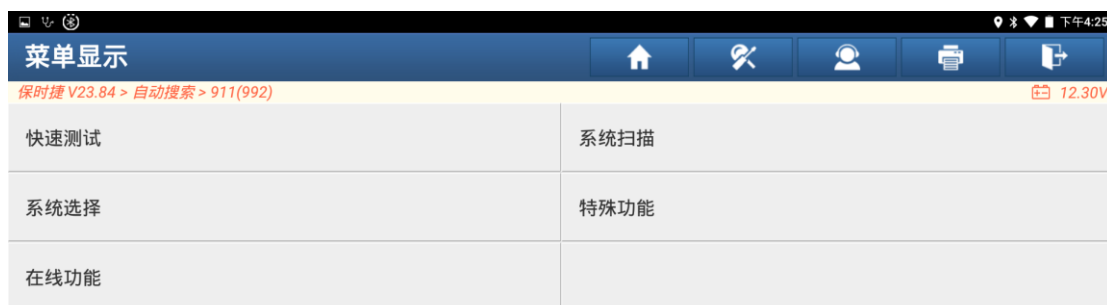 下午4:25
菜单显示
保时捷 V23.84 > 自动搜索 > 911(992) 12.30V
快速测试 系统扫描
系统选择 特殊功能
在线功能